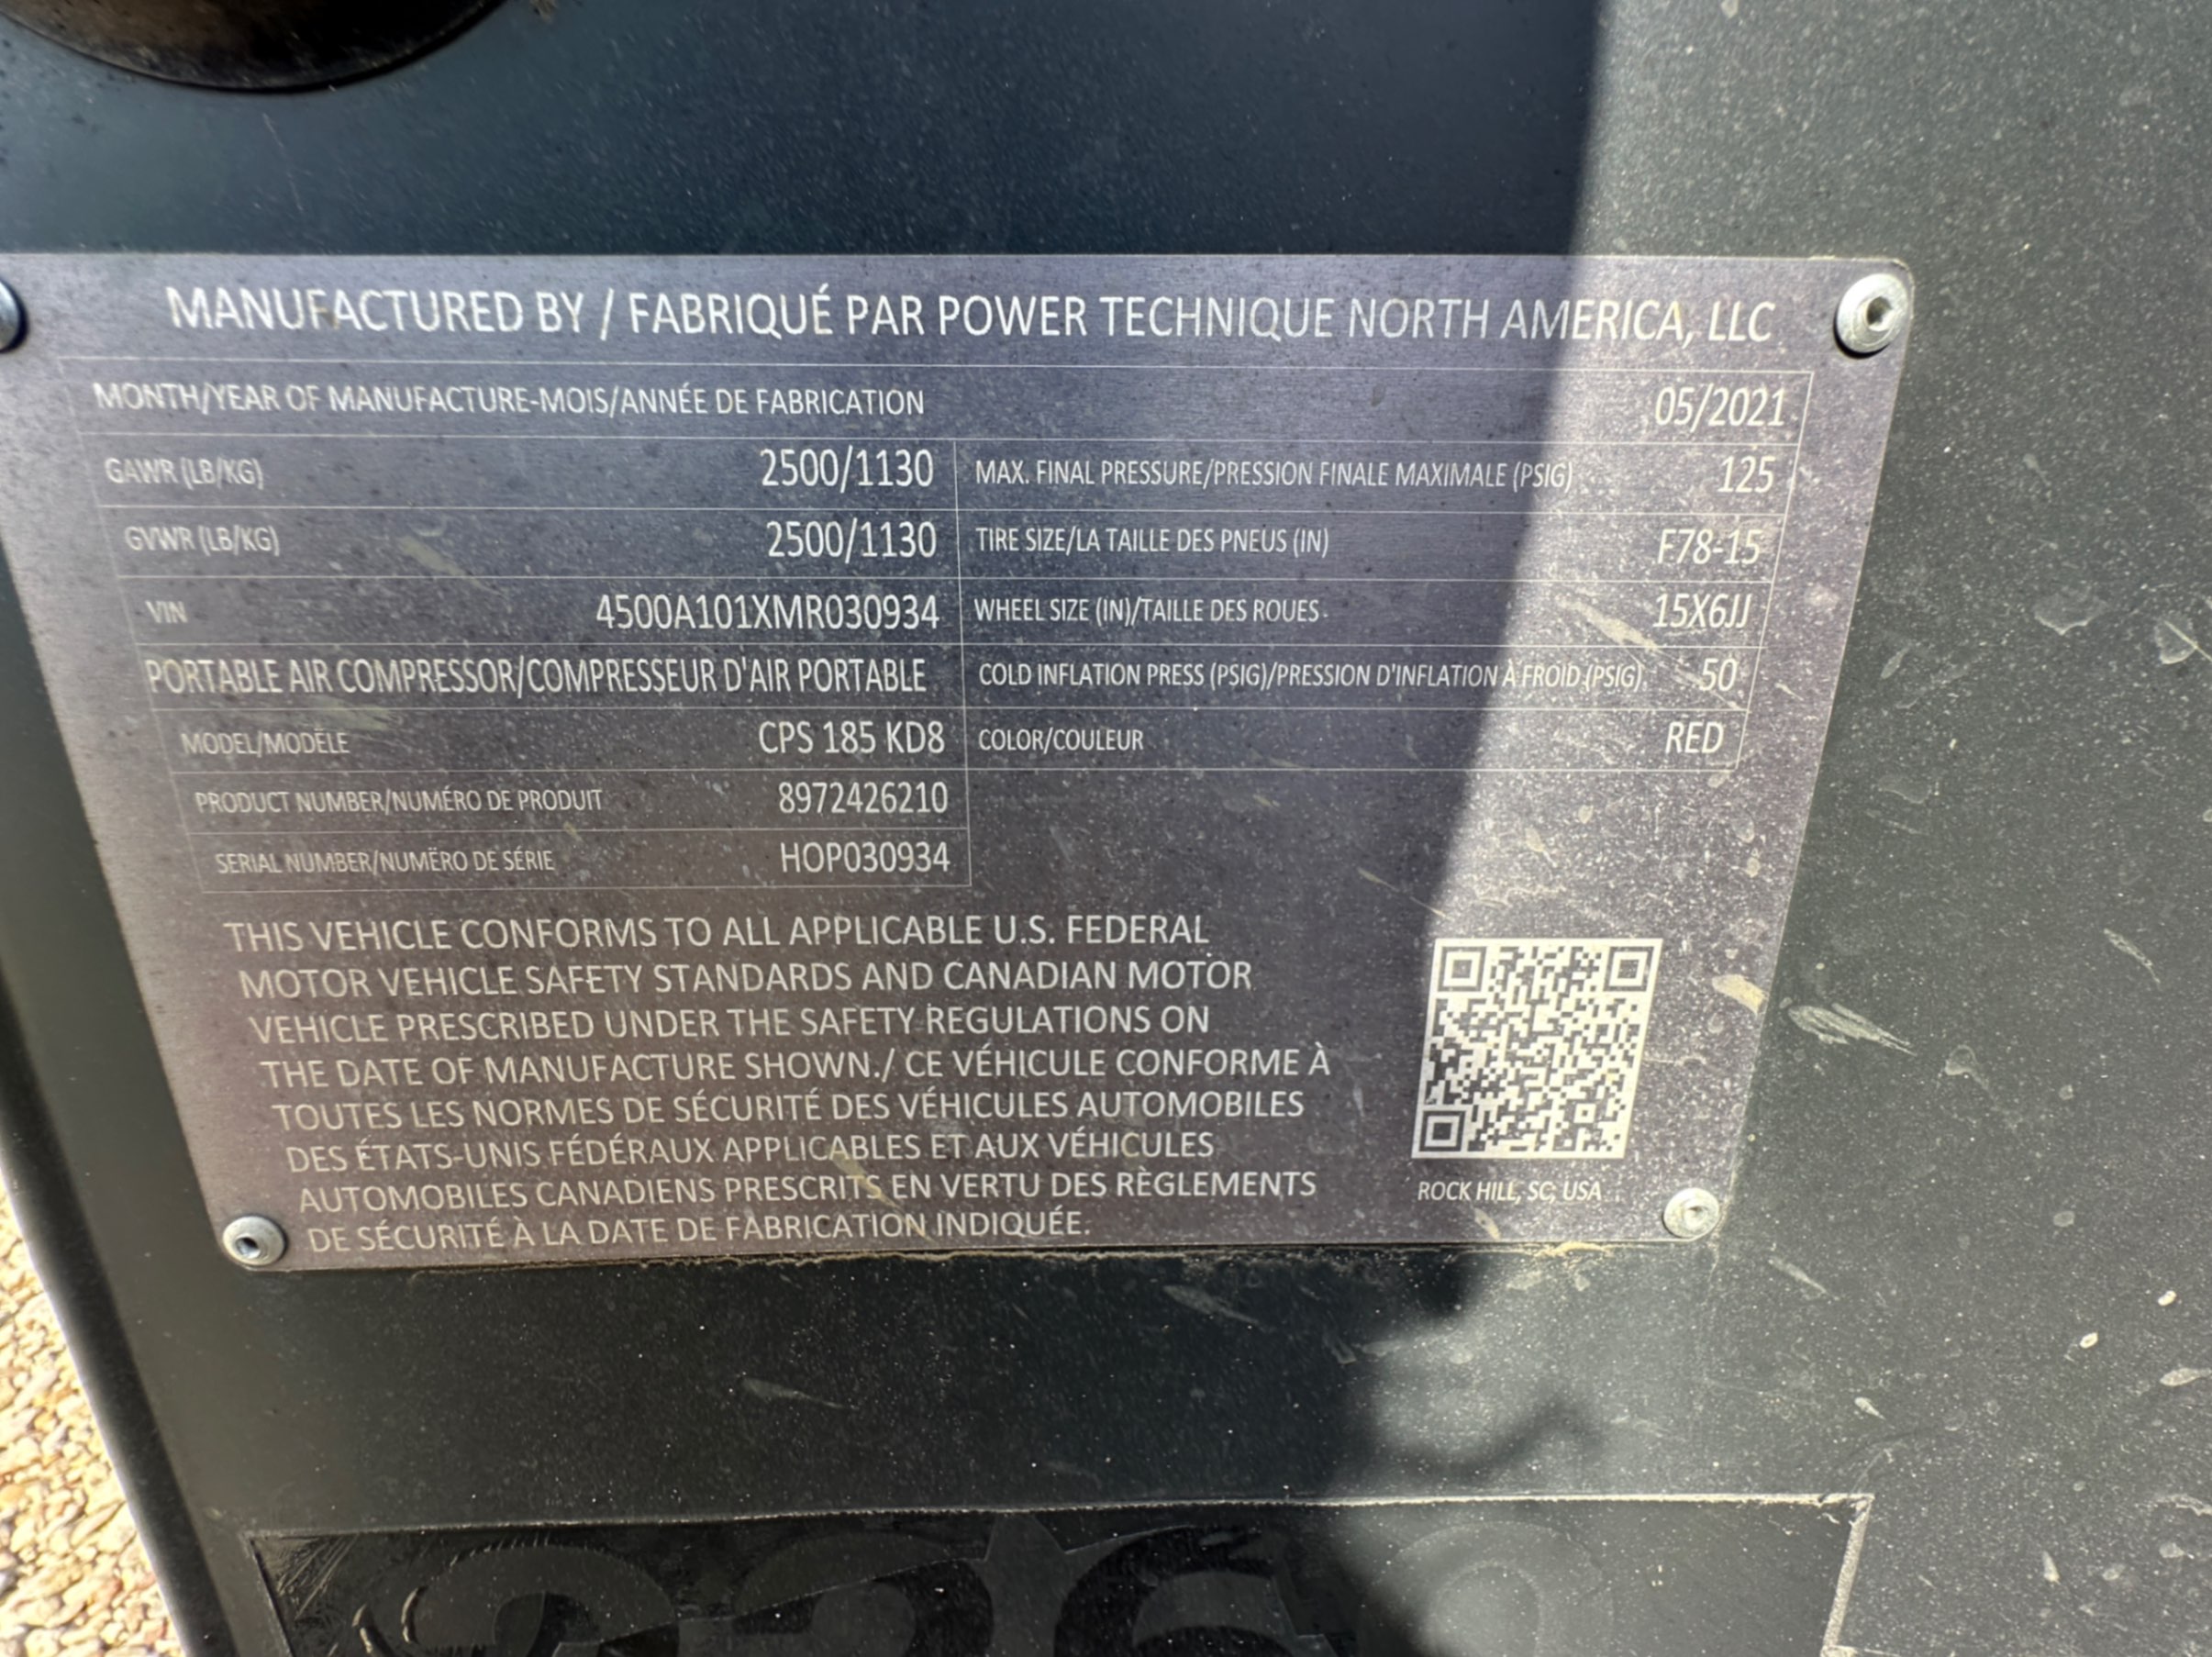 MANUFACTURED BY / FABRIQUÉ PAR POWER TECHNIQUE NORTH AMERICA, LLC
MONTH/YEAR OF MANUFACTURE-MOIS/ANNÉE DE FABRICATION 05/2021
GAWR (LB/KG) 2500/1130 MAX. FINAL PRESSURE/PRESSION FINALE MAXIMALE (PSIG) 125
GVWR (LB/KG) 2500/1130 TIRE SIZE/LA TAILLE DES PNEUS (IN) F78-15
VIN 4500A101XMR030934 WHEEL SIZE (IN)/TAILLE DES ROUES 15X6JJ
PORTABLE AIR COMPRESSOR/COMPRESSEUR D'AIR PORTABLE COLD INFLATION PRESS (PSIG)/PRESSION D'INFLATION À FROID (PSIG) 50
MODEL/MODÈLE CPS 185 KD8 COLOR/COULEUR RED
PRODUCT NUMBER/NUMÉRO DE PRODUIT 8972426210
SERIAL NUMBER/NUMËRO DE SÉRIE HOP030934
THIS VEHICLE CONFORMS TO ALL APPLICABLE U.S. FEDERAL
MOTOR VEHICLE SAFETY STANDARDS AND CANADIAN MOTOR
VEHICLE PRESCRIBED UNDER THE SAFETY REGULATIONS ON
THE DATE OF MANUFACTURE SHOWN./ CE VÉHICULE CONFORME À
TOUTES LES NORMES DE SÉCURITÉ DES VÉHICULES AUTOMOBILES
DES ÉTATS-UNIS FÉDÉRAUX APPLICABLES ET AUX VÉHICULES
AUTOMOBILES CANADIENS PRESCRITS EN VERTU DES RÈGLEMENTS
DE SÉCURITÉ À LA DATE DE FABRICATION INDIQUÉE.
ROCK HILL, SC, USA